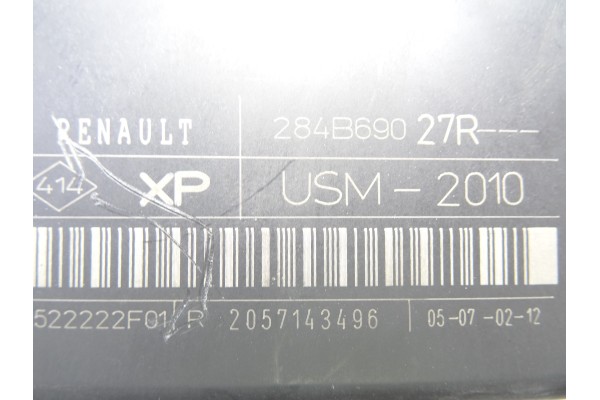 RENAULT 284B690 27R---
414 XP USM-2010
522222F01 R 2057143496 05-07-02-12